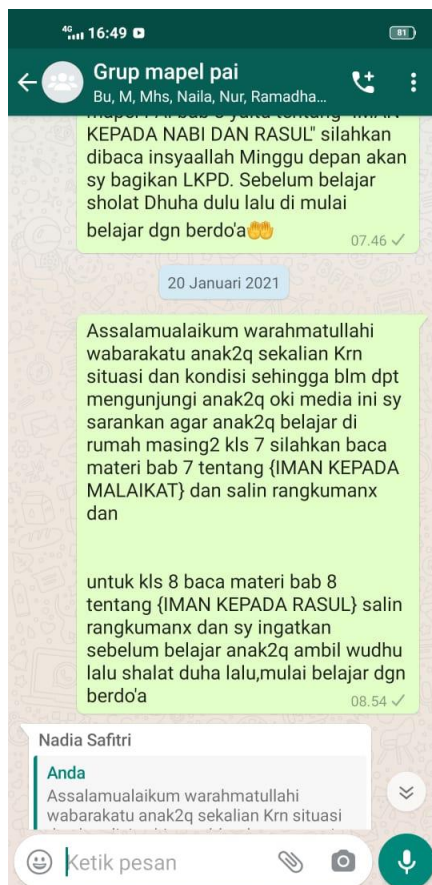 4G 16:49
81
Grup mapel pai
Bu, M, Mhs, Naila, Nur, Ramadha...
KEPADA NABI DAN RASUL" silahkan
dibaca insyaallah Minggu depan akan
sy bagikan LKPD. Sebelum belajar
sholat Dhuha dulu lalu di mulai
belajar dgn berdo'a🤲
07.46
20 Januari 2021
Assalamualaikum warahmatullahi
wabarakatu anak2q sekalian Krn
situasi dan kondisi sehingga blm dpt
mengunjungi anak2q oki media ini sy
sarankan agar anak2q belajar di
rumah masing2 kls 7 silahkan baca
materi bab 7 tentang {IMAN KEPADA
MALAIKAT} dan salin rangkumanx
dan
untuk kls 8 baca materi bab 8
tentang {IMAN KEPADA RASUL} salin
rangkumanx dan sy ingatkan
sebelum belajar anak2q ambil wudhu
lalu shalat duha lalu,mulai belajar dgn
berdo'a
08.54
Nadia Safitri
Anda
Assalamualaikum warahmatullahi
wabarakatu anak2q sekalian Krn situasi
Ketik pesan